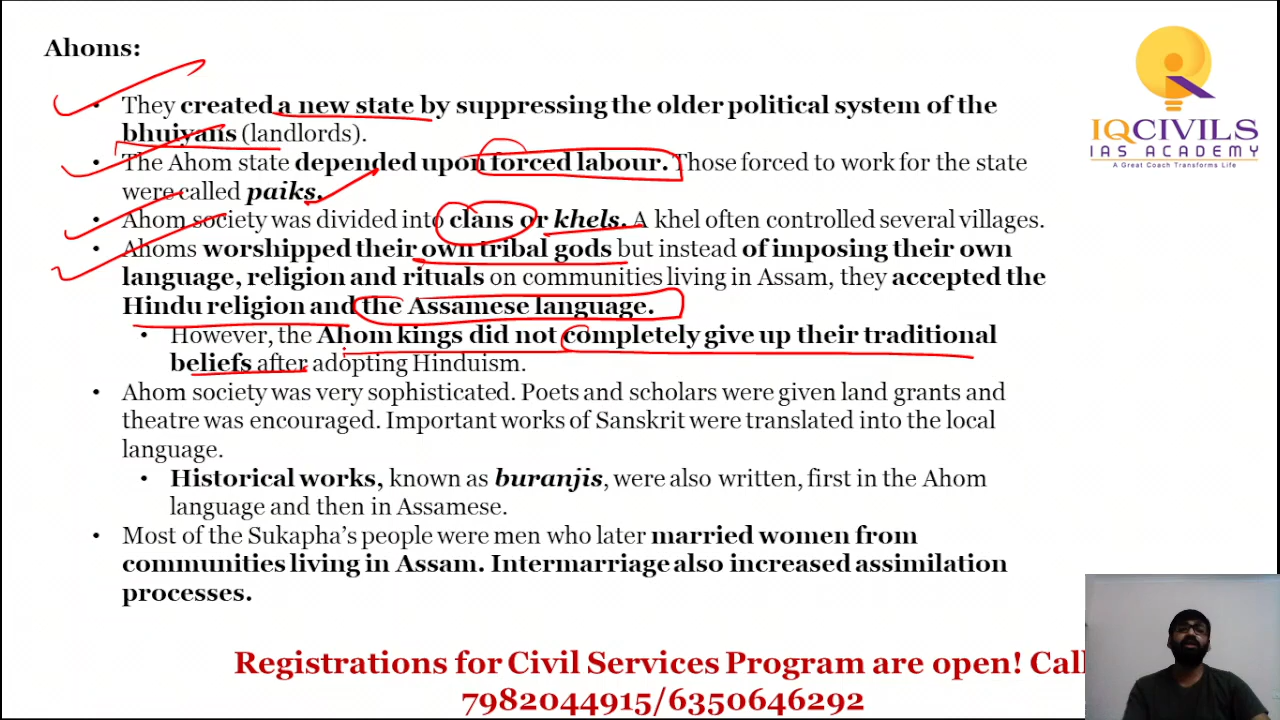 Ahoms:
• They created a new state by suppressing the older political system of the
bhuiyans (landlords).
• The Ahom state depended upon forced labour. Those forced to work for the state
were called paiks.
• Ahom society was divided into clans or khels. A khel often controlled several villages.
• Ahoms worshipped their own tribal gods but instead of imposing their own
language, religion and rituals on communities living in Assam, they accepted the
Hindu religion and the Assamese language.
• However, the Ahom kings did not completely give up their traditional
beliefs after adopting Hinduism.
• Ahom society was very sophisticated. Poets and scholars were given land grants and
theatre was encouraged. Important works of Sanskrit were translated into the local
language.
• Historical works, known as buranjis, were also written, first in the Ahom
language and then in Assamese.
• Most of the Sukapha's people were men who later married women from
communities living in Assam. Intermarriage also increased assimilation
processes.
IQCIVILS
IAS ACADEMY
A Great Coach Transforms Life
Registrations for Civil Services Program are open! Call
7982044915/6350646292